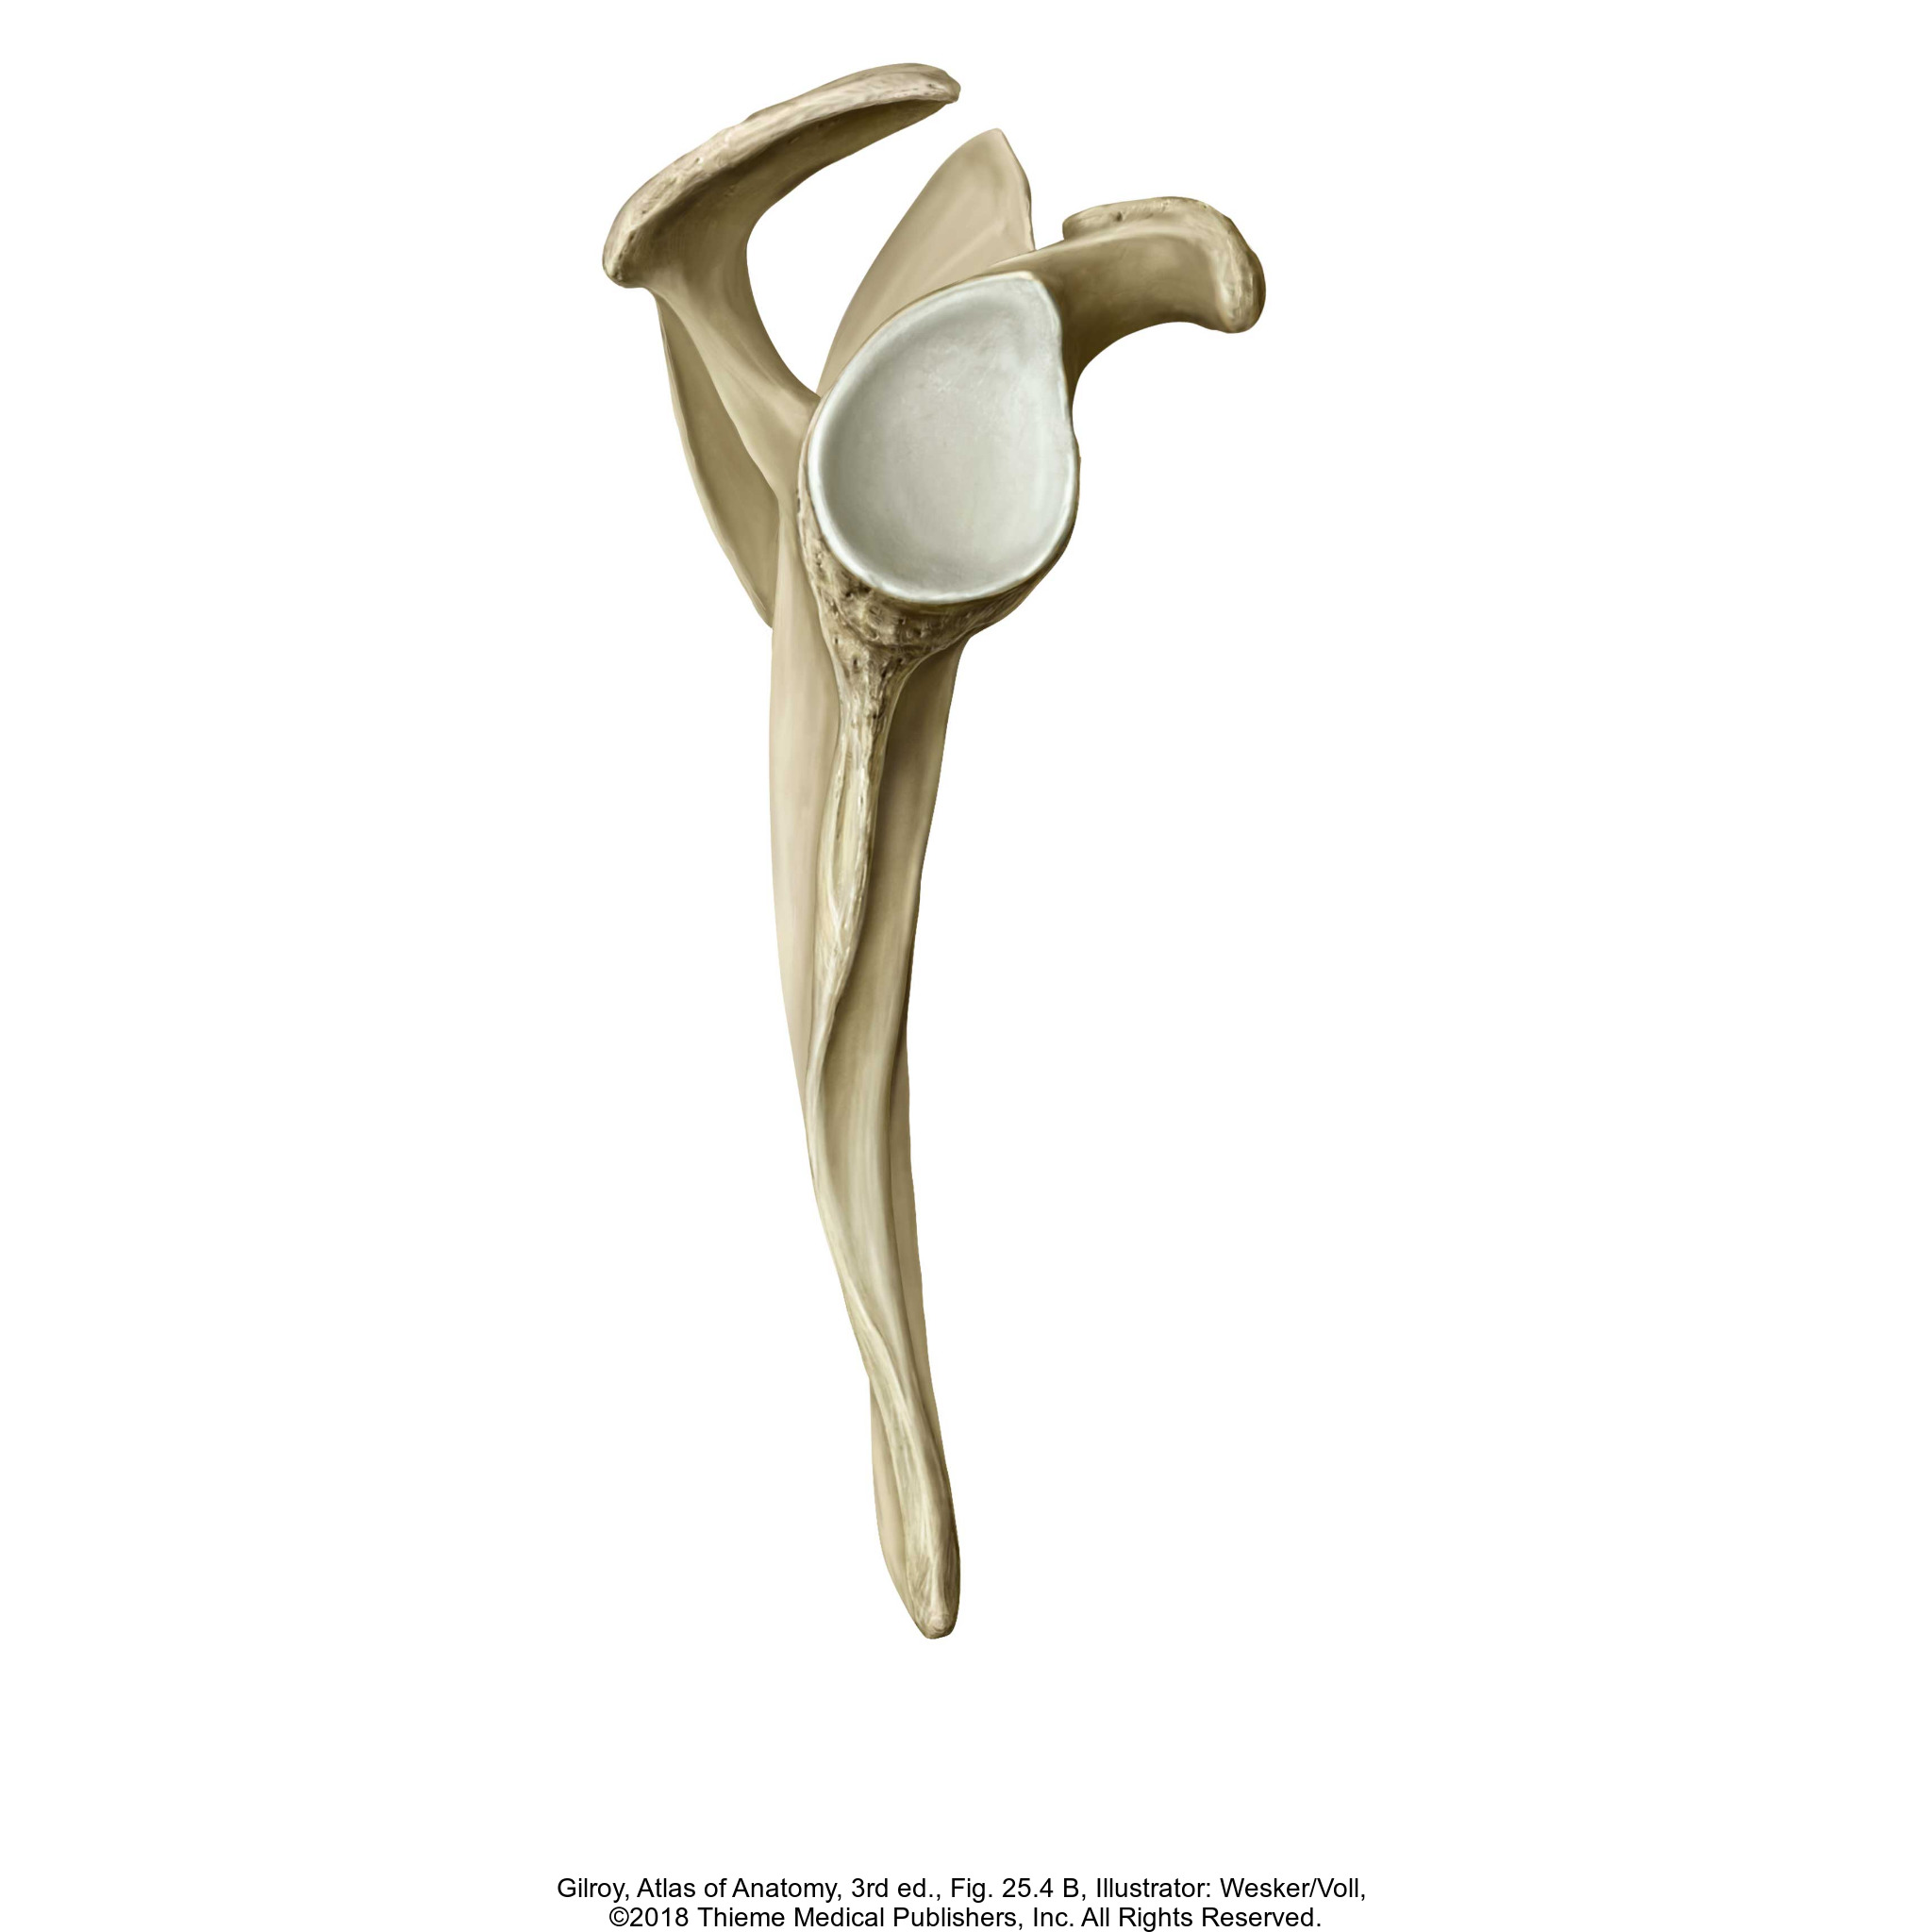 Gilroy, Atlas of Anatomy, 3rd ed., Fig. 25.4 B, Illustrator: Wesker/Voll,
©2018 Thieme Medical Publishers, Inc. All Rights Reserved.